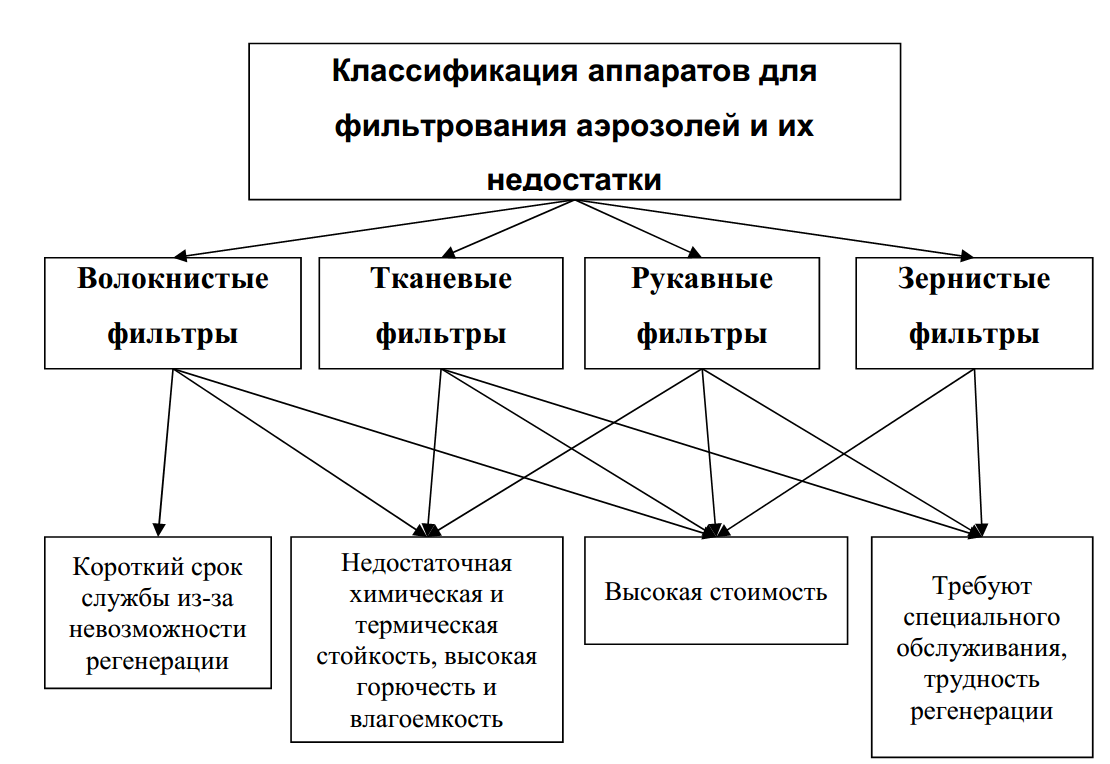 Классификация аппаратов для
фильтрования аэрозолей и их
недостатки
Волокнистые
фильтры
Тканевые
фильтры
Рукавные
фильтры
Зернистые
фильтры
Короткий срок
службы из-за
невозможности
регенерации
Недостаточная
химическая и
термическая
стойкость, высокая
горючесть и
влагоемкость
Высокая стоимость
Требуют
специального
обслуживания,
трудность
регенерации